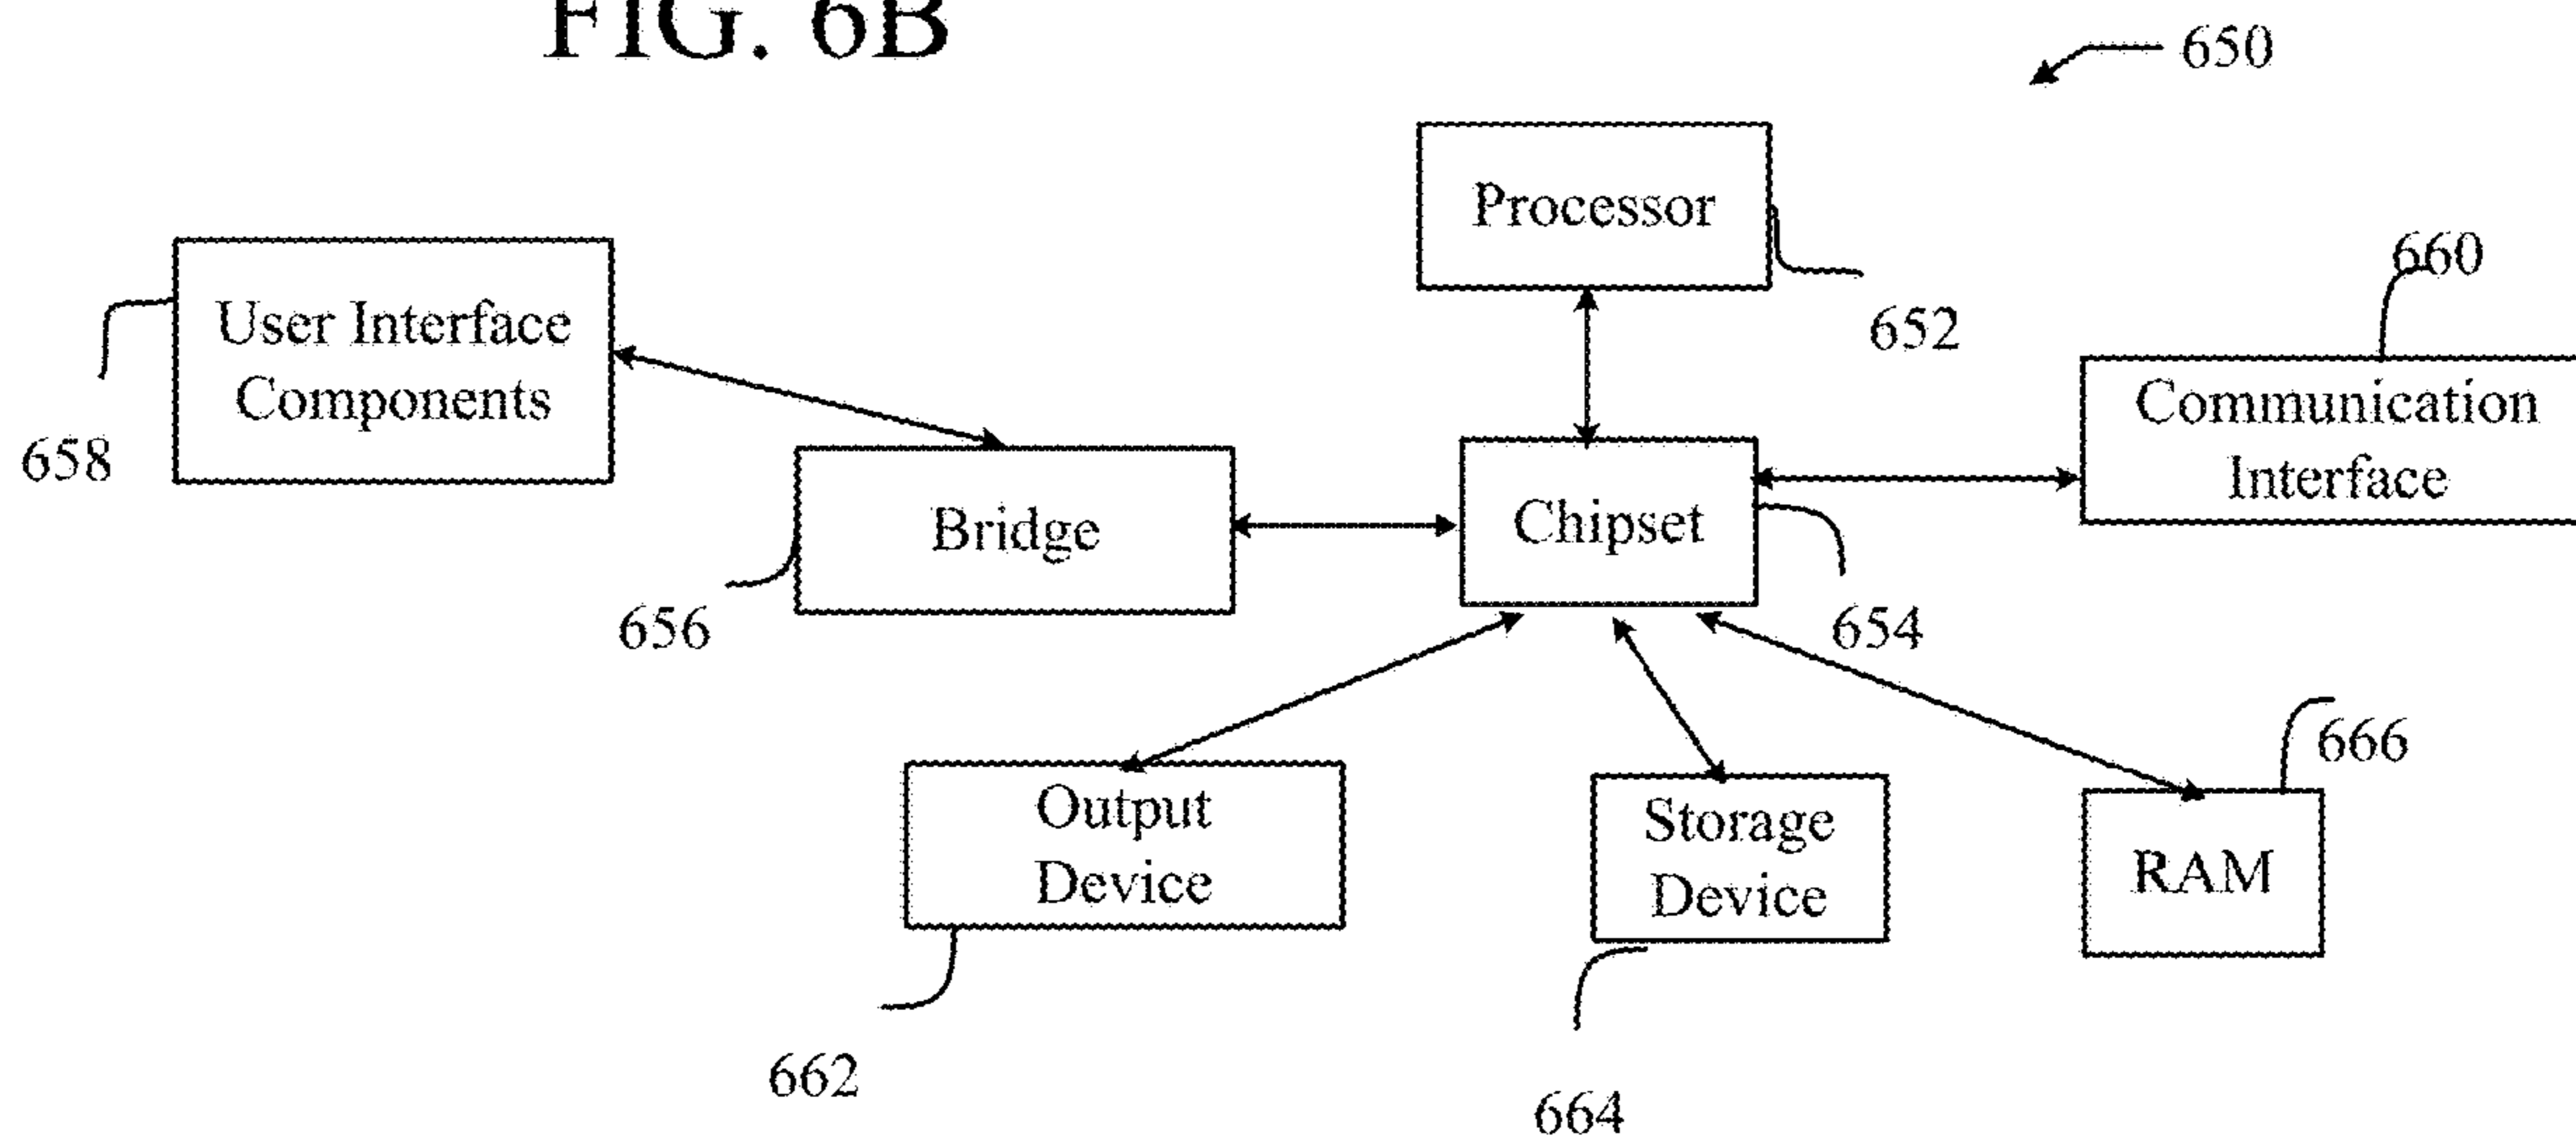 FIG. 6B
650
Processor
652
660
User Interface
Components
658
Communication
Interface
Bridge
656
Chipset
654
666
Output
Device
662
Storage
Device
664
RAM